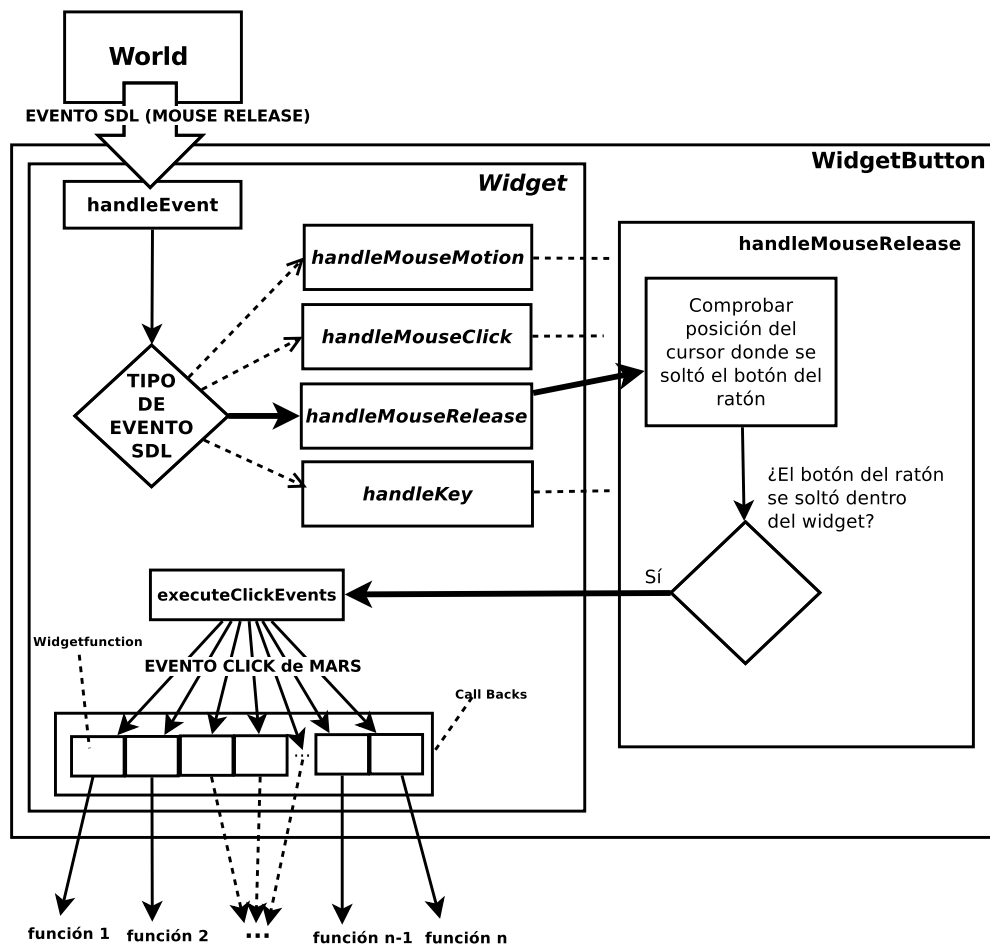 World
EVENTO SDL (MOUSE RELEASE)
WidgetButton
Widget
handleEvent
handleMouseRelease
handleMouseMotion
handleMouseClick
handleMouseRelease
handleKey
TIPO
DE
EVENTO
SDL
Comprobar
posición del
cursor donde se
soltó el botón del
ratón
¿El botón del ratón
se soltó dentro
del widget?
Sí
executeClickEvents
Widgetfunction
EVENTO CLICK de MARS
Call Backs
...
función 1
función 2
...
función n-1
función n